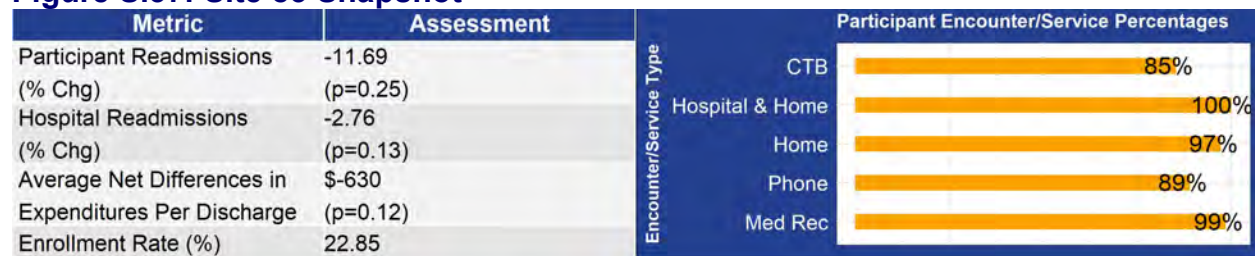 Metric Assessment
Participant Readmissions -11.69
(% Chg) (p=0.25)
Hospital Readmissions -2.76
(% Chg) (p=0.13)
Average Net Differences in $-630
Expenditures Per Discharge (p=0.12)
Enrollment Rate (%) 22.85
Participant Encounter/Service Percentages
Encounter/Service Type
CTB 85%
Hospital & Home 100%
Home 97%
Phone 89%
Med Rec 99%